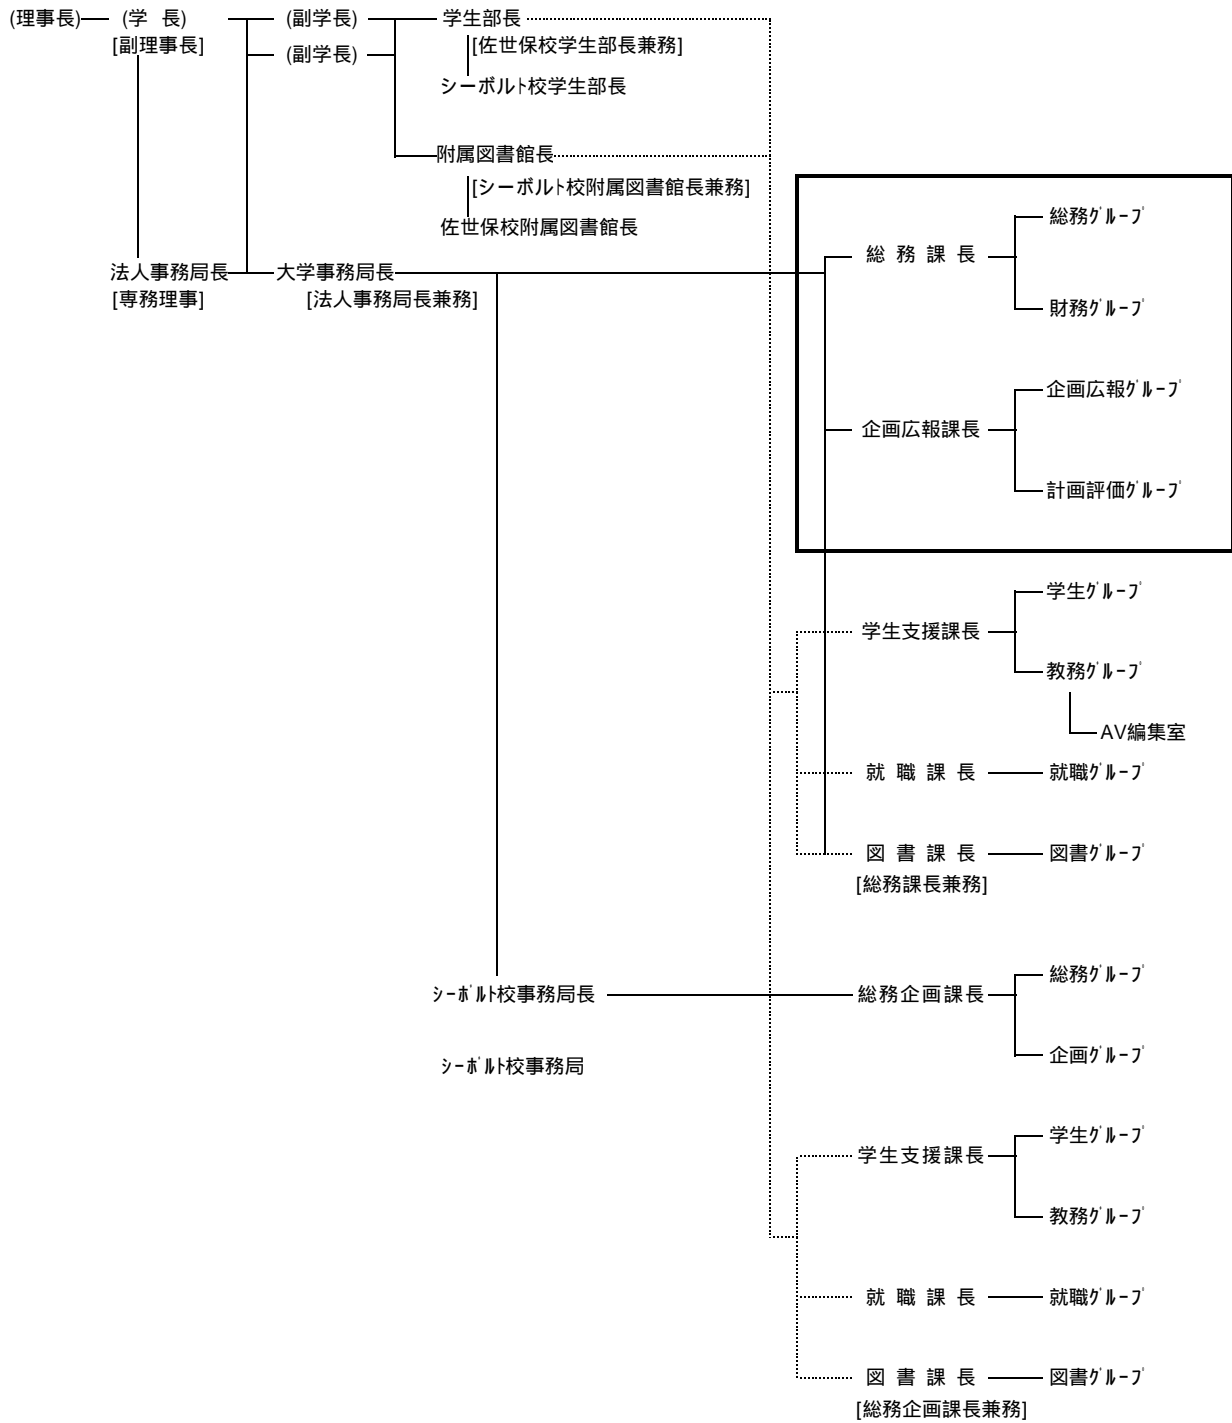 (理事長) (学 長) (副学長) 学生部長
[副理事長] (副学長) [佐世保校学生部長兼務]
シーボルト校学生部長
附属図書館長
[シーボルト校附属図書館長兼務]
佐世保校附属図書館長
総務グループ
総 務 課 長
法人事務局長 大学事務局長
[専務理事] [法人事務局長兼務]
財務グループ
企画広報グループ
企画広報課長
計画評価グループ
学生グループ
学生支援課長
教務グループ
AV編集室
就 職 課 長 就職グループ
図 書 課 長 図書グループ
[総務課長兼務]
総務グループ
シーボルト校事務局長 総務企画課長
企画グループ
シーボルト校事務局
学生グループ
学生支援課長
教務グループ
就 職 課 長 就職グループ
図 書 課 長 図書グループ
[総務企画課長兼務]